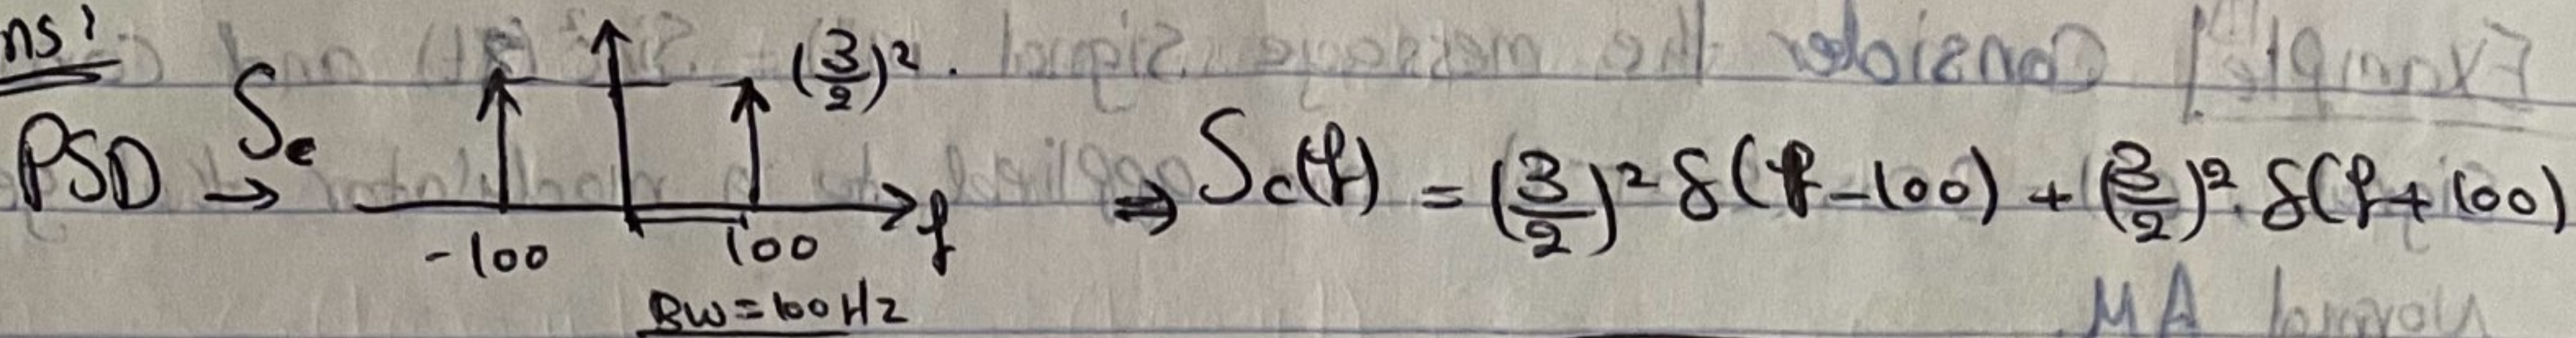 ns'
(3/2)².
PSD → Sc
f
⇒ Sc(f) = (3/2)² δ(f-100) + (3/2)² δ(f+100)
-100 100
BW=100Hz